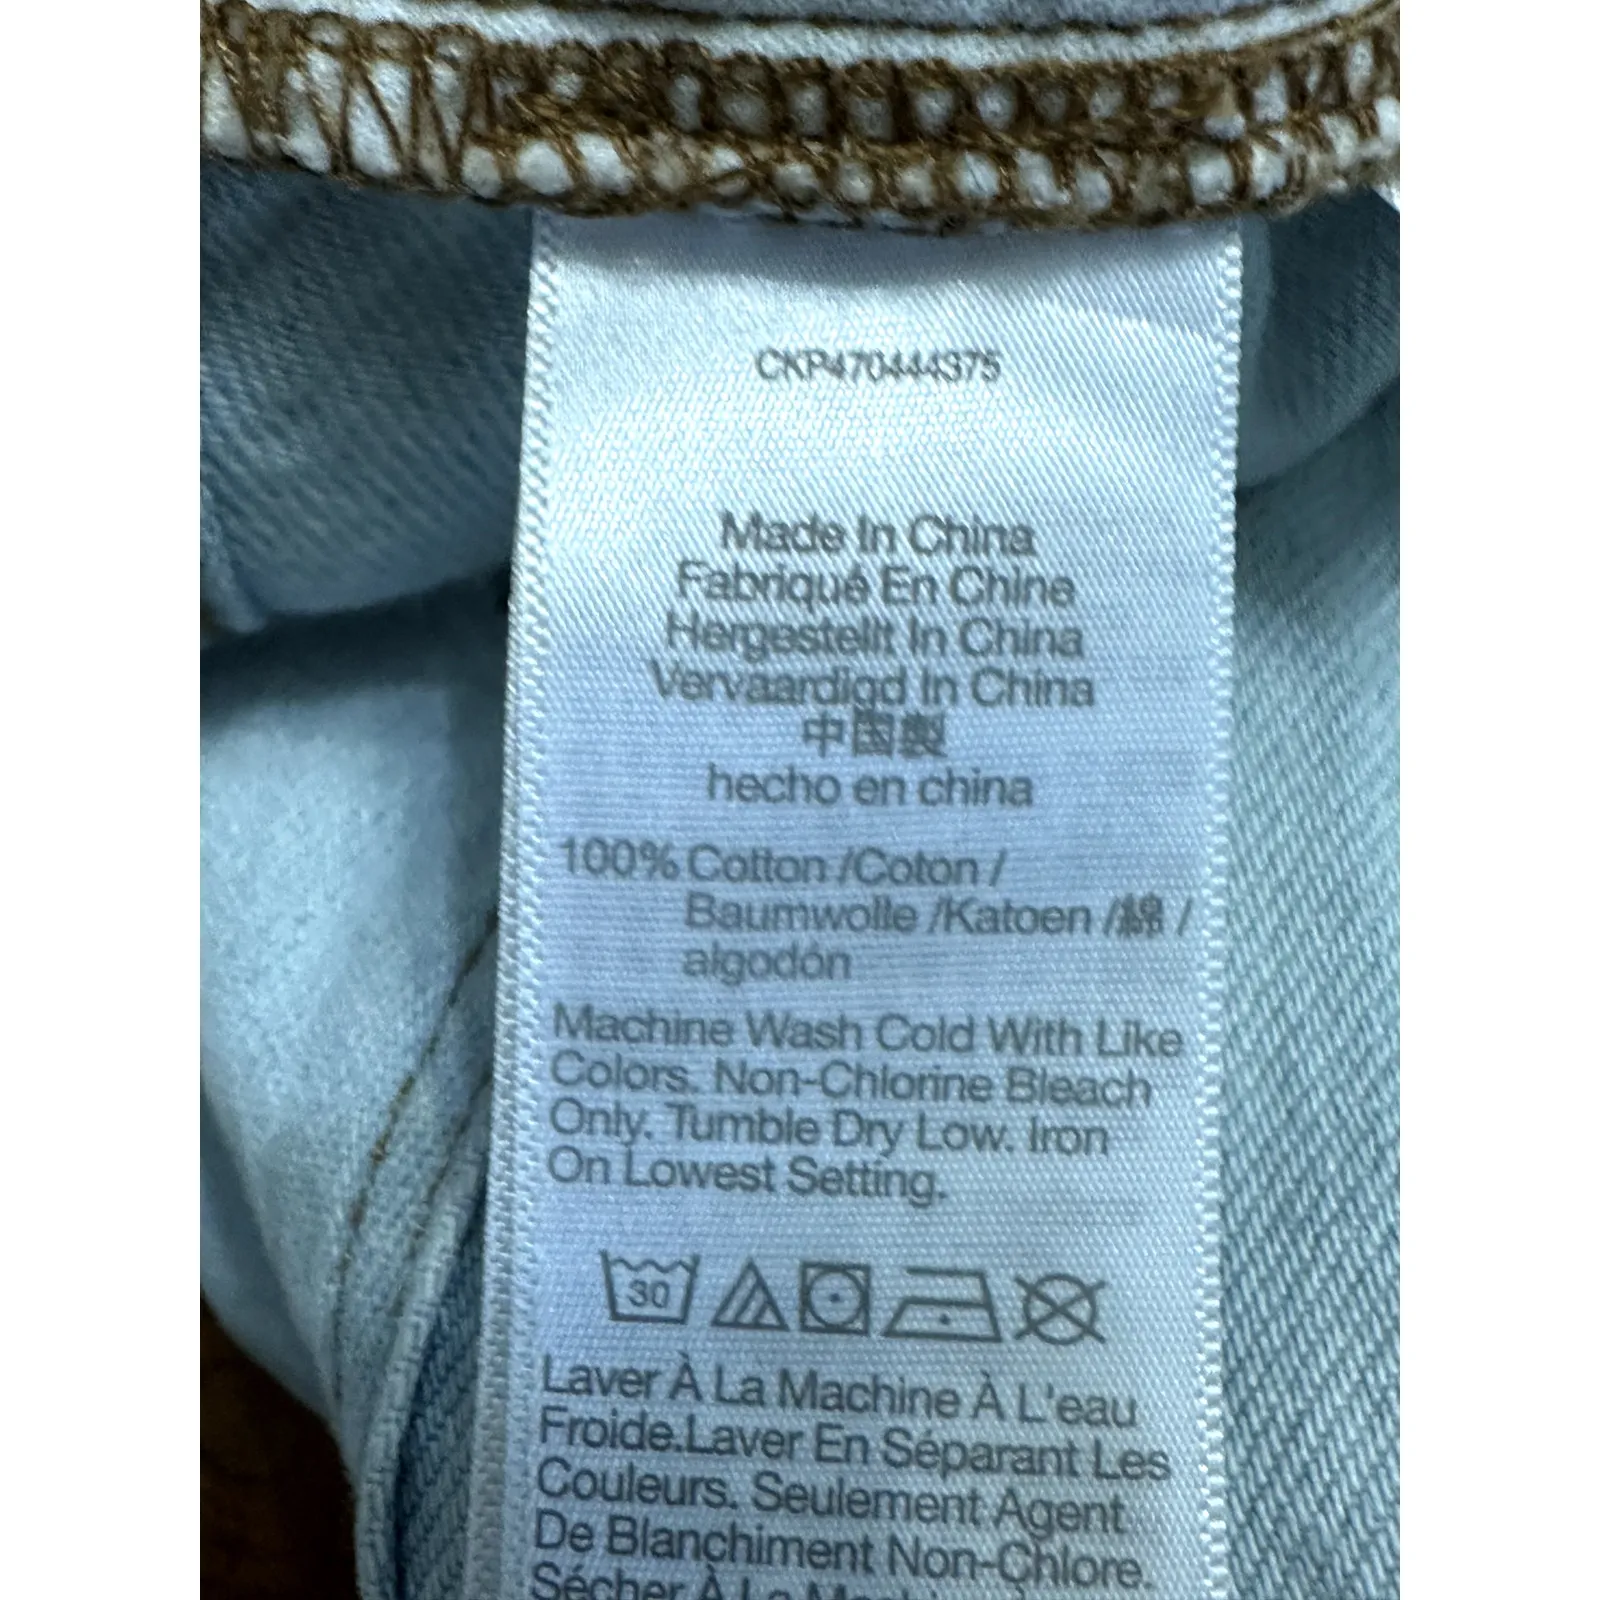 CKP470444375
Made In China
Fabriqué En Chine
Hergestellt In China
Vervaardigd In China
中国製
hecho en china
100% Cotton /Coton /
Baumwolle /Katoen /綿 /
algodón
Machine Wash Cold With Like
Colors. Non-Chlorine Bleach
Only. Tumble Dry Low. Iron
On Lowest Setting.
30
Laver À La Machine À L'eau
Froide.Laver En Séparant Les
Couleurs. Seulement Agent
De Blanchiment Non-Chlore.
Sécher À La